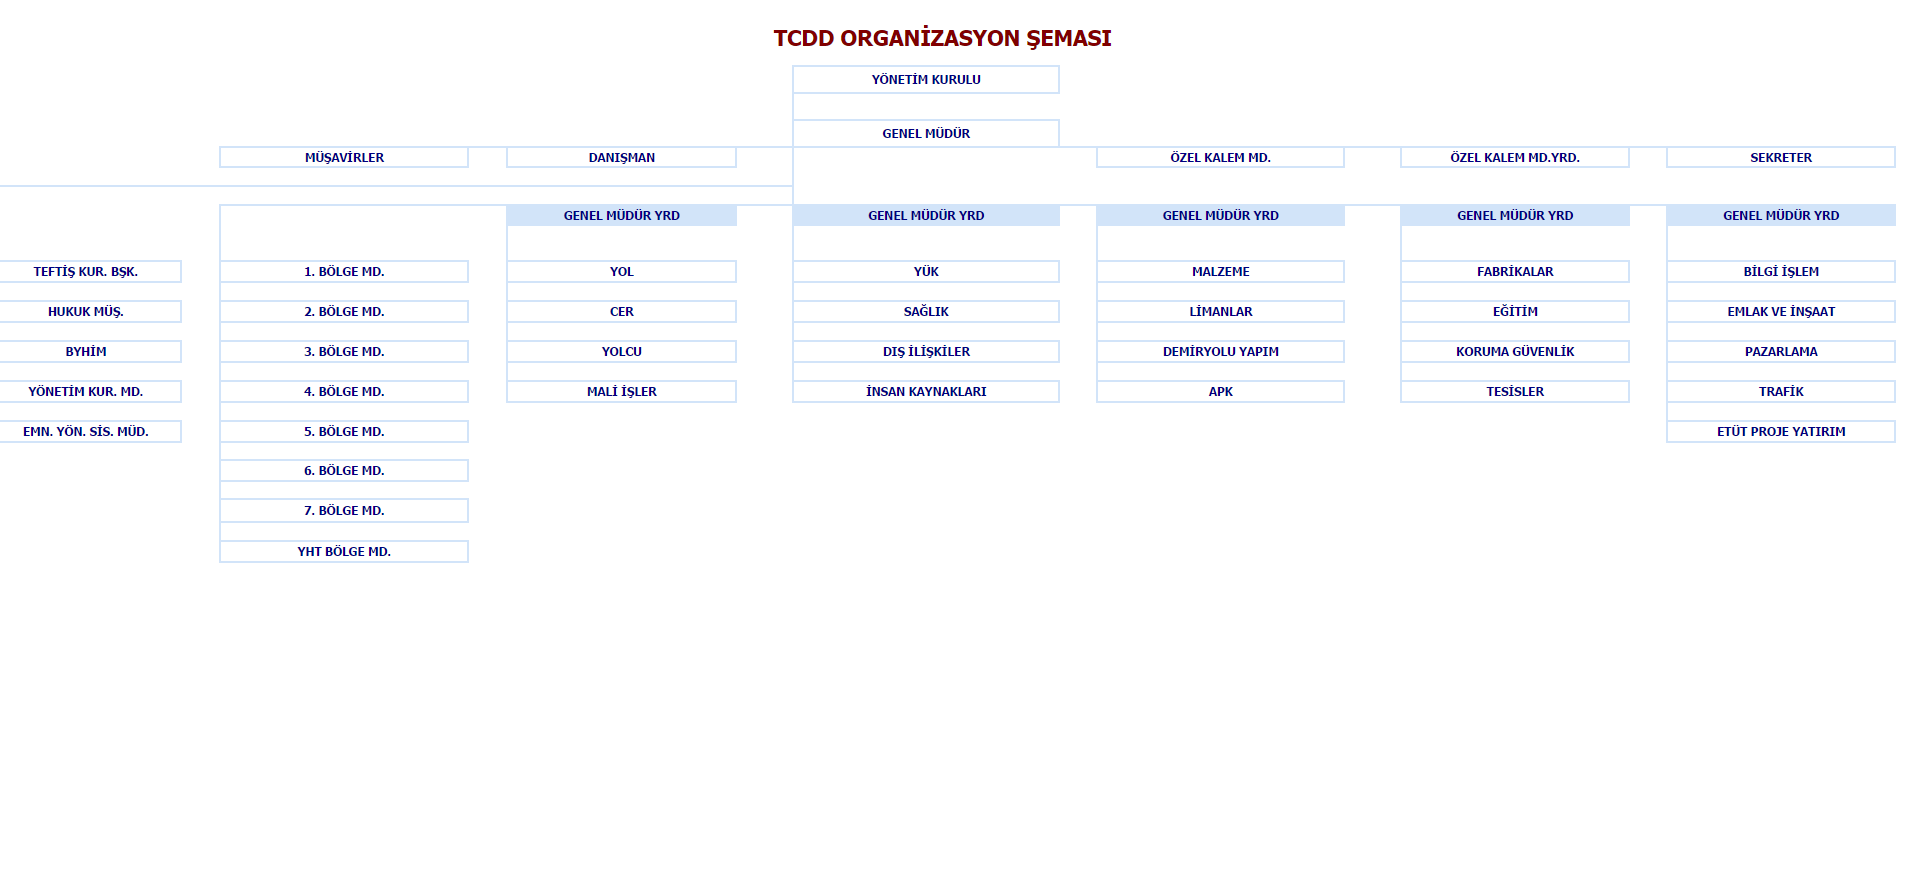 TCDD ORGANİZASYON ŞEMASI
YÖNETİM KURULU
GENEL MÜDÜR
MÜŞAVİRLER
DANIŞMAN
ÖZEL KALEM MD.
ÖZEL KALEM MD.YRD.
SEKRETER
GENEL MÜDÜR YRD
GENEL MÜDÜR YRD
GENEL MÜDÜR YRD
GENEL MÜDÜR YRD
GENEL MÜDÜR YRD
TEFTİŞ KUR. BŞK.
1. BÖLGE MD.
YOL
YÜK
MALZEME
FABRİKALAR
BİLGİ İŞLEM
HUKUK MÜŞ.
2. BÖLGE MD.
CER
SAĞLIK
LİMANLAR
EĞİTİM
EMLAK VE İNŞAAT
BYHİM
3. BÖLGE MD.
YOLCU
DIŞ İLİŞKİLER
DEMİRYOLU YAPIM
KORUMA GÜVENLİK
PAZARLAMA
YÖNETİM KUR. MD.
4. BÖLGE MD.
MALİ İŞLER
İNSAN KAYNAKLARI
APK
TESİSLER
TRAFİK
EMN. YÖN. SİS. MÜD.
5. BÖLGE MD.
ETÜT PROJE YATIRIM
6. BÖLGE MD.
7. BÖLGE MD.
YHT BÖLGE MD.